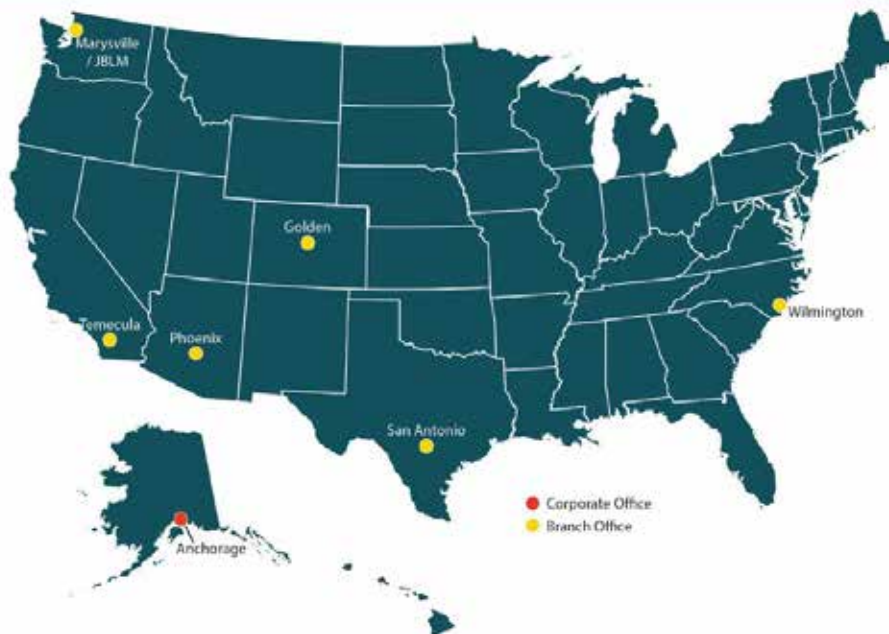 Marysville
/ JBLM
Golden
Temecula
Phoenix
Wilmington
San Antonio
Corporate Office
Branch Office
Anchorage